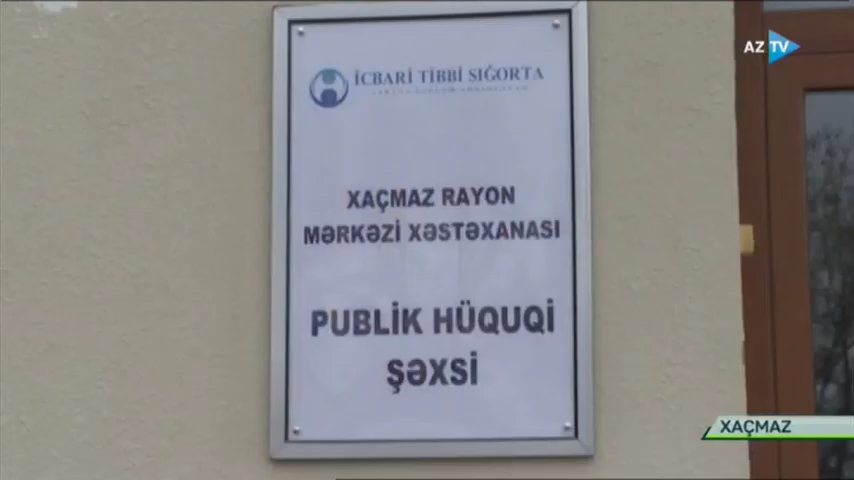 AZ TV
İCBARİ TİBBİ SIĞORTA
XAÇMAZ RAYON
MƏRKƏZİ XƏSTƏXANASI
PUBLİK HÜQUQİ
ŞƏXSİ
XAÇMAZ